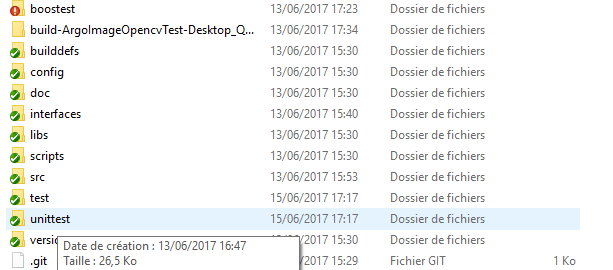 boostest 13/06/2017 17:23 Dossier de fichiers
build-ArgoImageOpencvTest-Desktop_Q... 13/06/2017 17:34 Dossier de fichiers
builddefs 13/06/2017 15:30 Dossier de fichiers
config 13/06/2017 15:30 Dossier de fichiers
doc 13/06/2017 15:30 Dossier de fichiers
interfaces 13/06/2017 15:40 Dossier de fichiers
libs 13/06/2017 15:30 Dossier de fichiers
scripts 13/06/2017 15:30 Dossier de fichiers
src 13/06/2017 15:53 Dossier de fichiers
test 15/06/2017 17:17 Dossier de fichiers
unittest 15/06/2017 17:17 Dossier de fichiers
Date de création : 13/06/2017 16:47
Taille : 26,5 Ko
15:30 Dossier de fichiers
.git 15:29 Fichier GIT 1 Ko